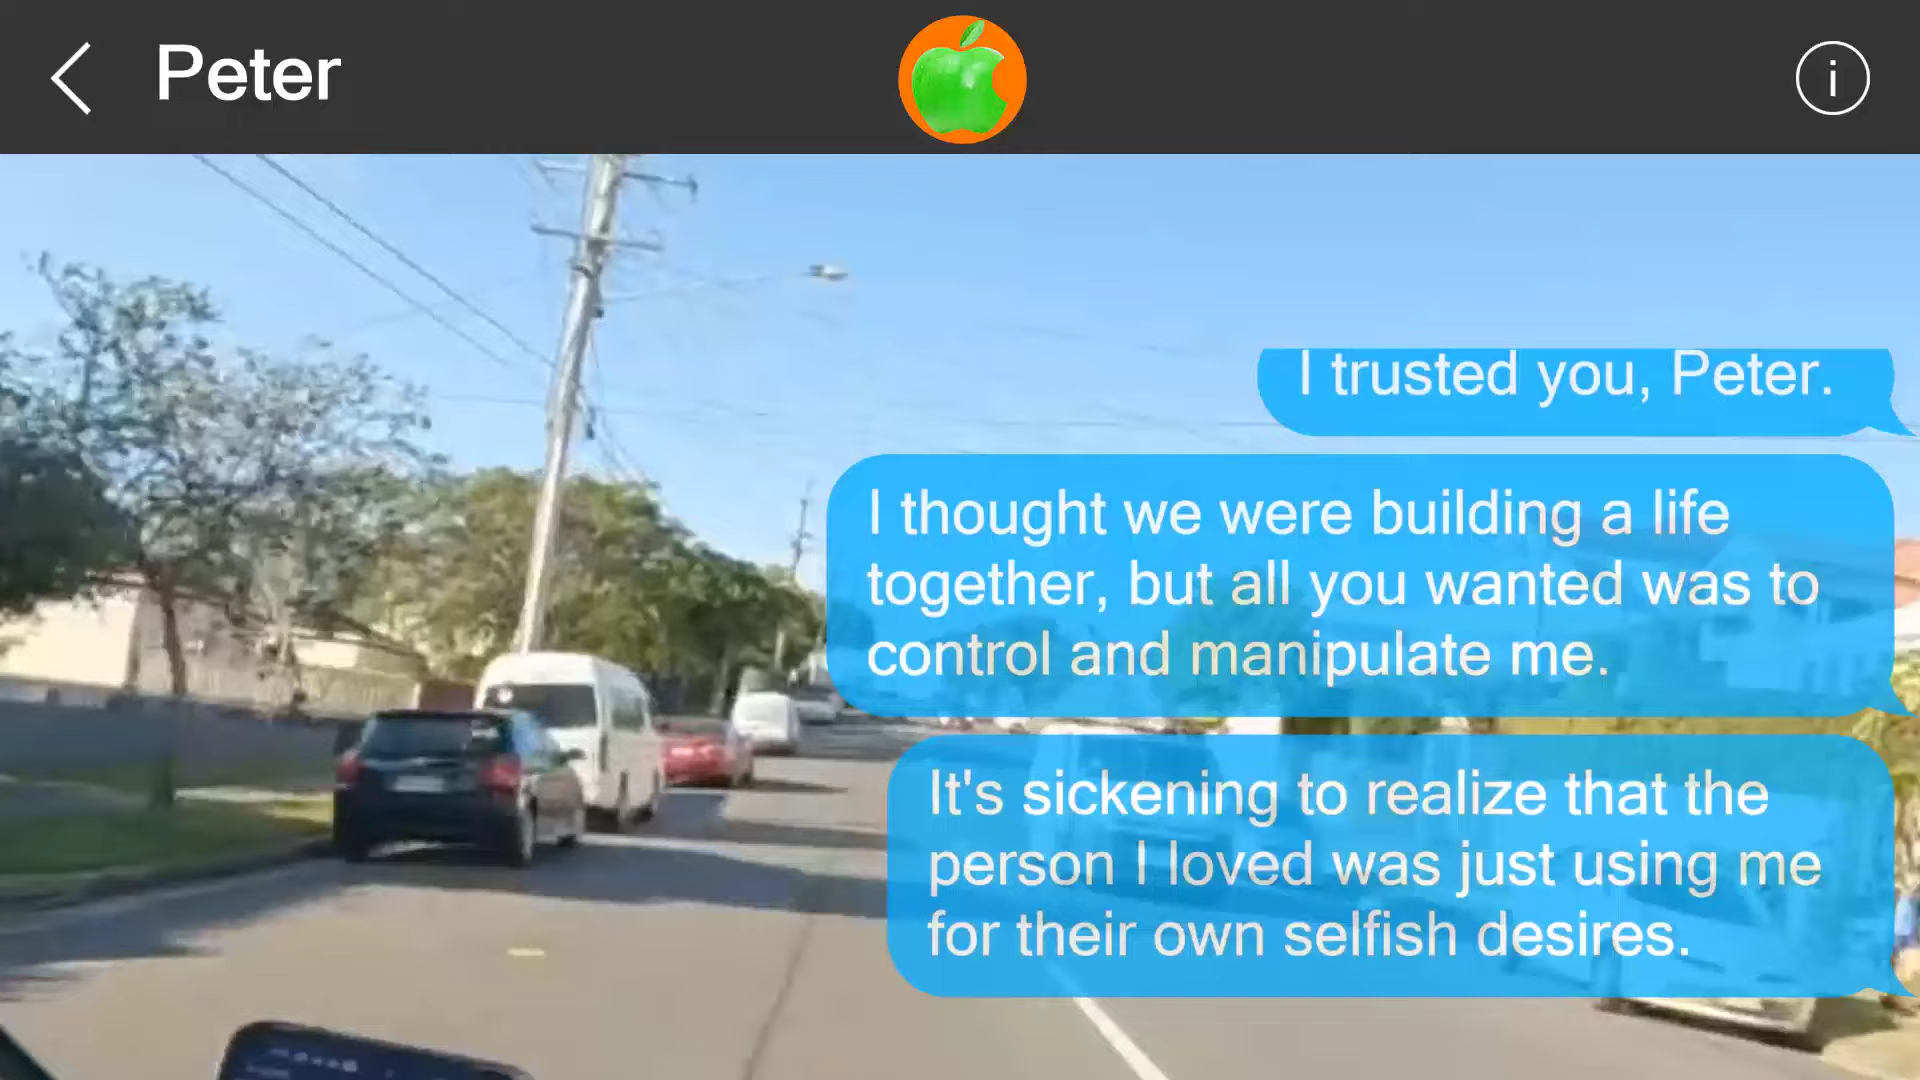 Peter
i
I trusted you, Peter.
I thought we were building a life
together, but all you wanted was to
control and manipulate me.
It's sickening to realize that the
person I loved was just using me
for their own selfish desires.